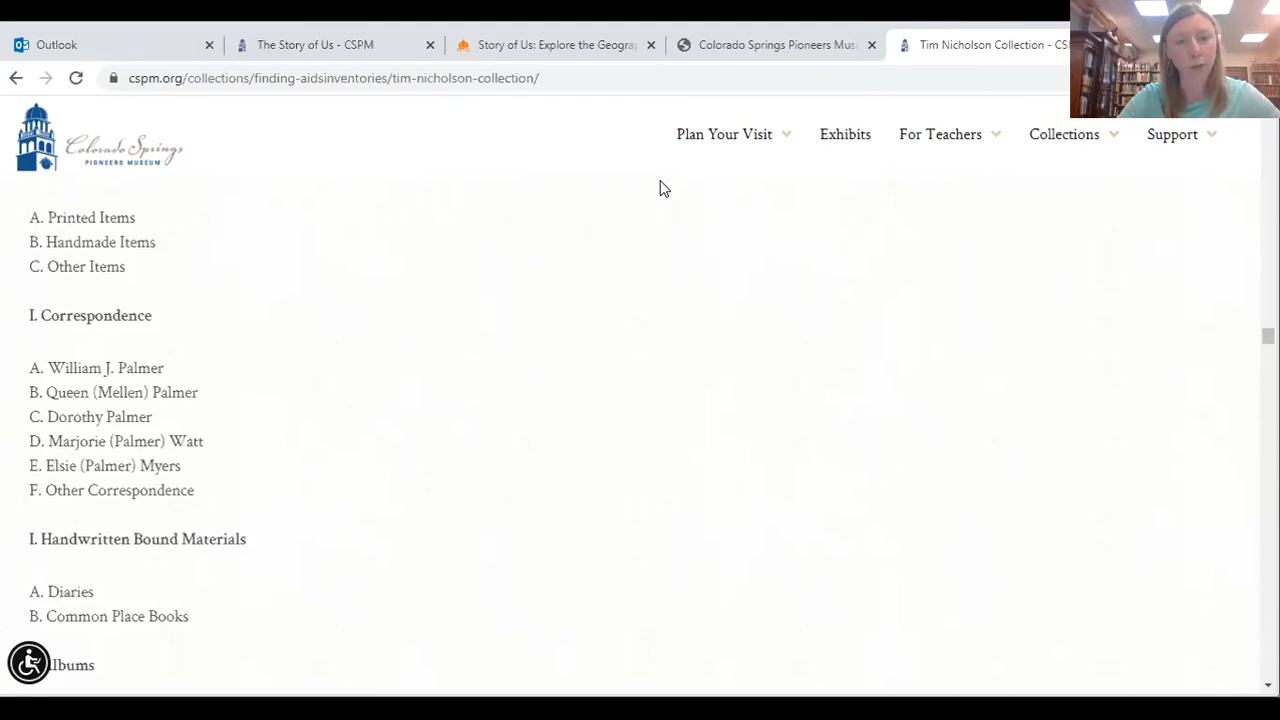 Outlook
The Story of Us - CSPM
Story of Us: Explore the Geogra
Colorado Springs Pioneers Mus
Tim Nicholson Collection - CS
cspm.org/collections/finding-aidsinventories/tim-nicholson-collection/
Colorado Springs
PIONEERS MUSEUM
Plan Your Visit
Exhibits
For Teachers
Collections
Support
A. Printed Items
B. Handmade Items
C. Other Items
I. Correspondence
A. William J. Palmer
B. Queen (Mellen) Palmer
C. Dorothy Palmer
D. Marjorie (Palmer) Watt
E. Elsie (Palmer) Myers
F. Other Correspondence
I. Handwritten Bound Materials
A. Diaries
B. Common Place Books
lbums